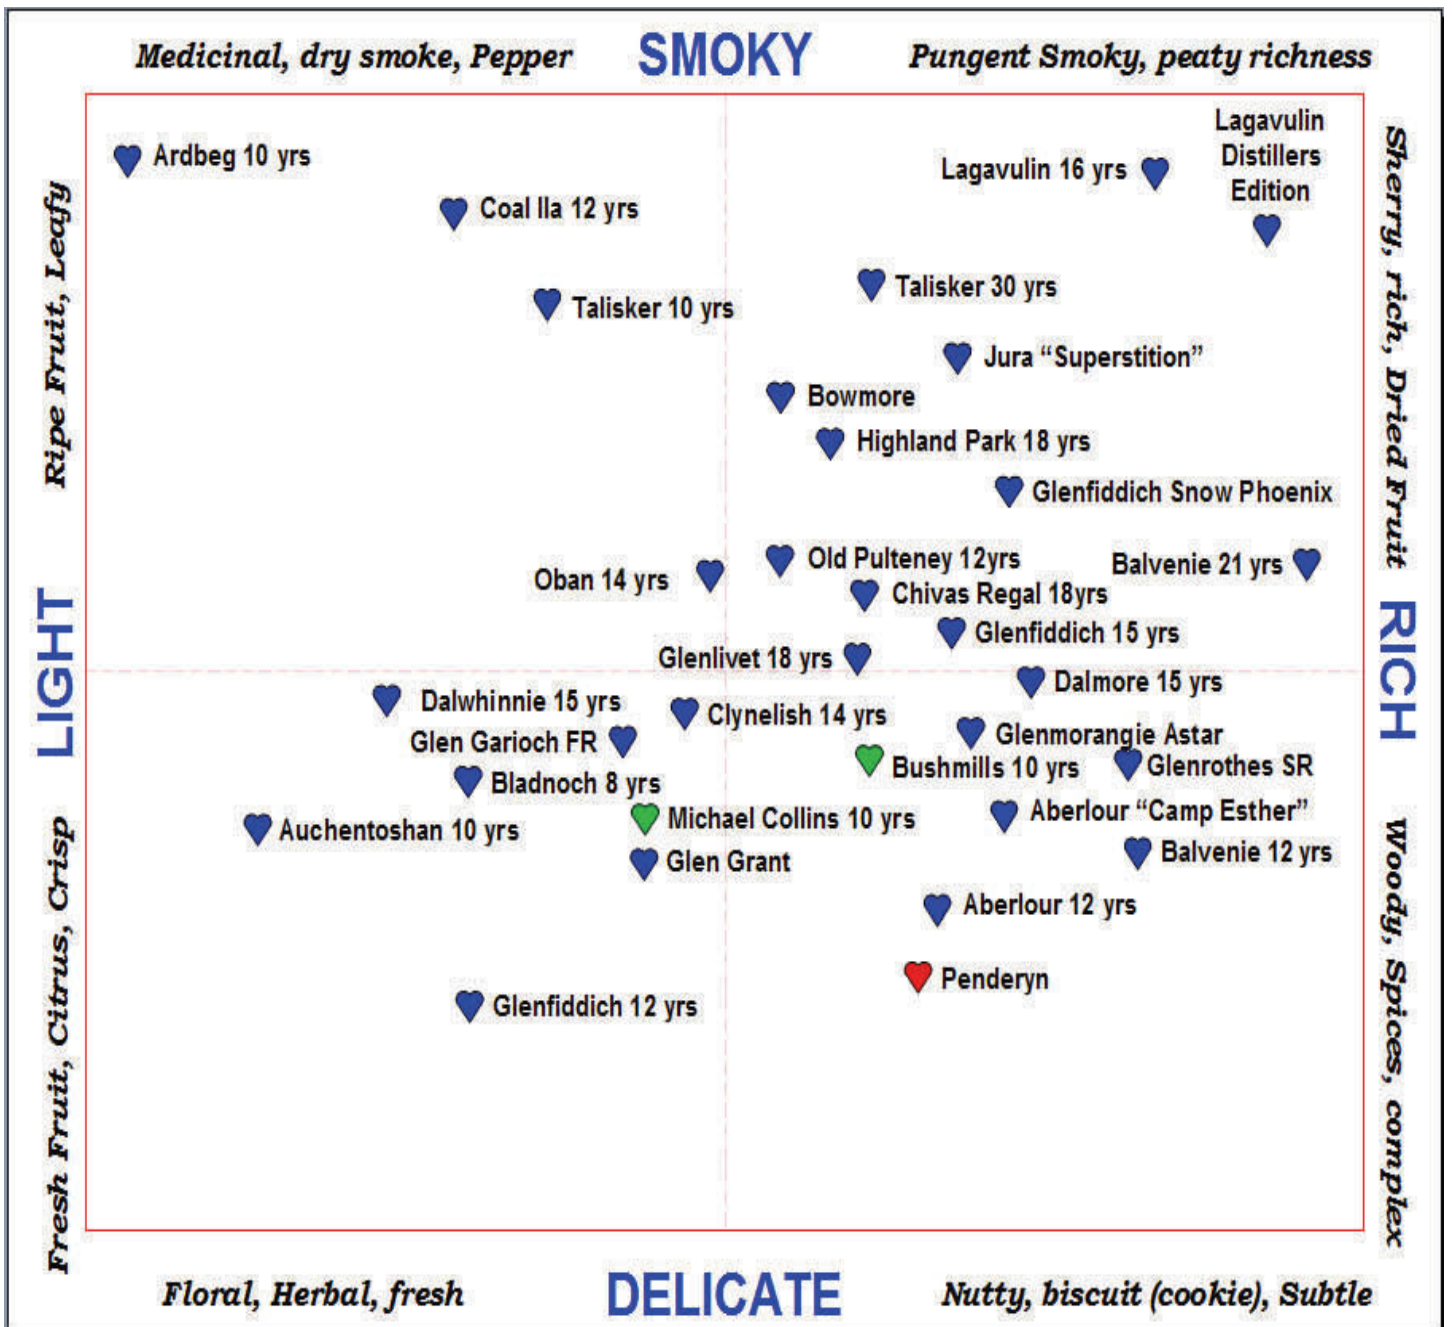 SMOKY
Medicinal, dry smoke, Pepper
Pungent Smoky, peaty richness
Lagavulin
Distillers
Edition
Ardbeg 10 yrs
Lagavulin 16 yrs
Coal Ila 12 yrs
Talisker 30 yrs
Talisker 10 yrs
Jura “Superstition”
Bowmore
Highland Park 18 yrs
Glenfiddich Snow Phoenix
Old Pulteney 12yrs
Balvenie 21 yrs
Oban 14 yrs
Chivas Regal 18yrs
Glenfiddich 15 yrs
Glenlivet 18 yrs
Dalmore 15 yrs
Dalwhinnie 15 yrs
Clynelish 14 yrs
Glenmorangie Astar
Glen Garioch FR
Bushmills 10 yrs
Glenrothes SR
Bladnoch 8 yrs
Aberlour “Camp Esther”
Michael Collins 10 yrs
Auchentoshan 10 yrs
Balvenie 12 yrs
Glen Grant
Aberlour 12 yrs
Penderyn
Glenfiddich 12 yrs
Ripe Fruit, Leafy
LIGHT
Fresh Fruit, Citrus, Crisp
Sherry, rich, Dried Fruit
RICH
Woody, Spices, complex
Floral, Herbal, fresh
DELICATE
Nutty, biscuit (cookie), Subtle